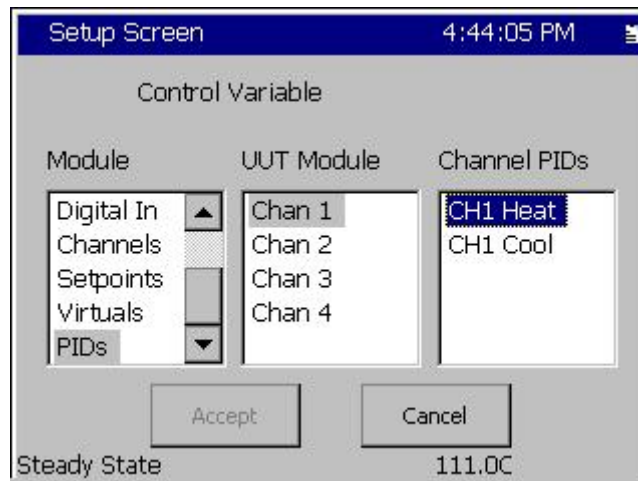 Setup Screen 4:44:05 PM
Control Variable
Module UUT Module Channel PIDs
Digital In Chan 1 CH1 Heat
Channels Chan 2 CH1 Cool
Setpoints Chan 3
Virtuals Chan 4
PIDs
Accept Cancel
Steady State 111.0C